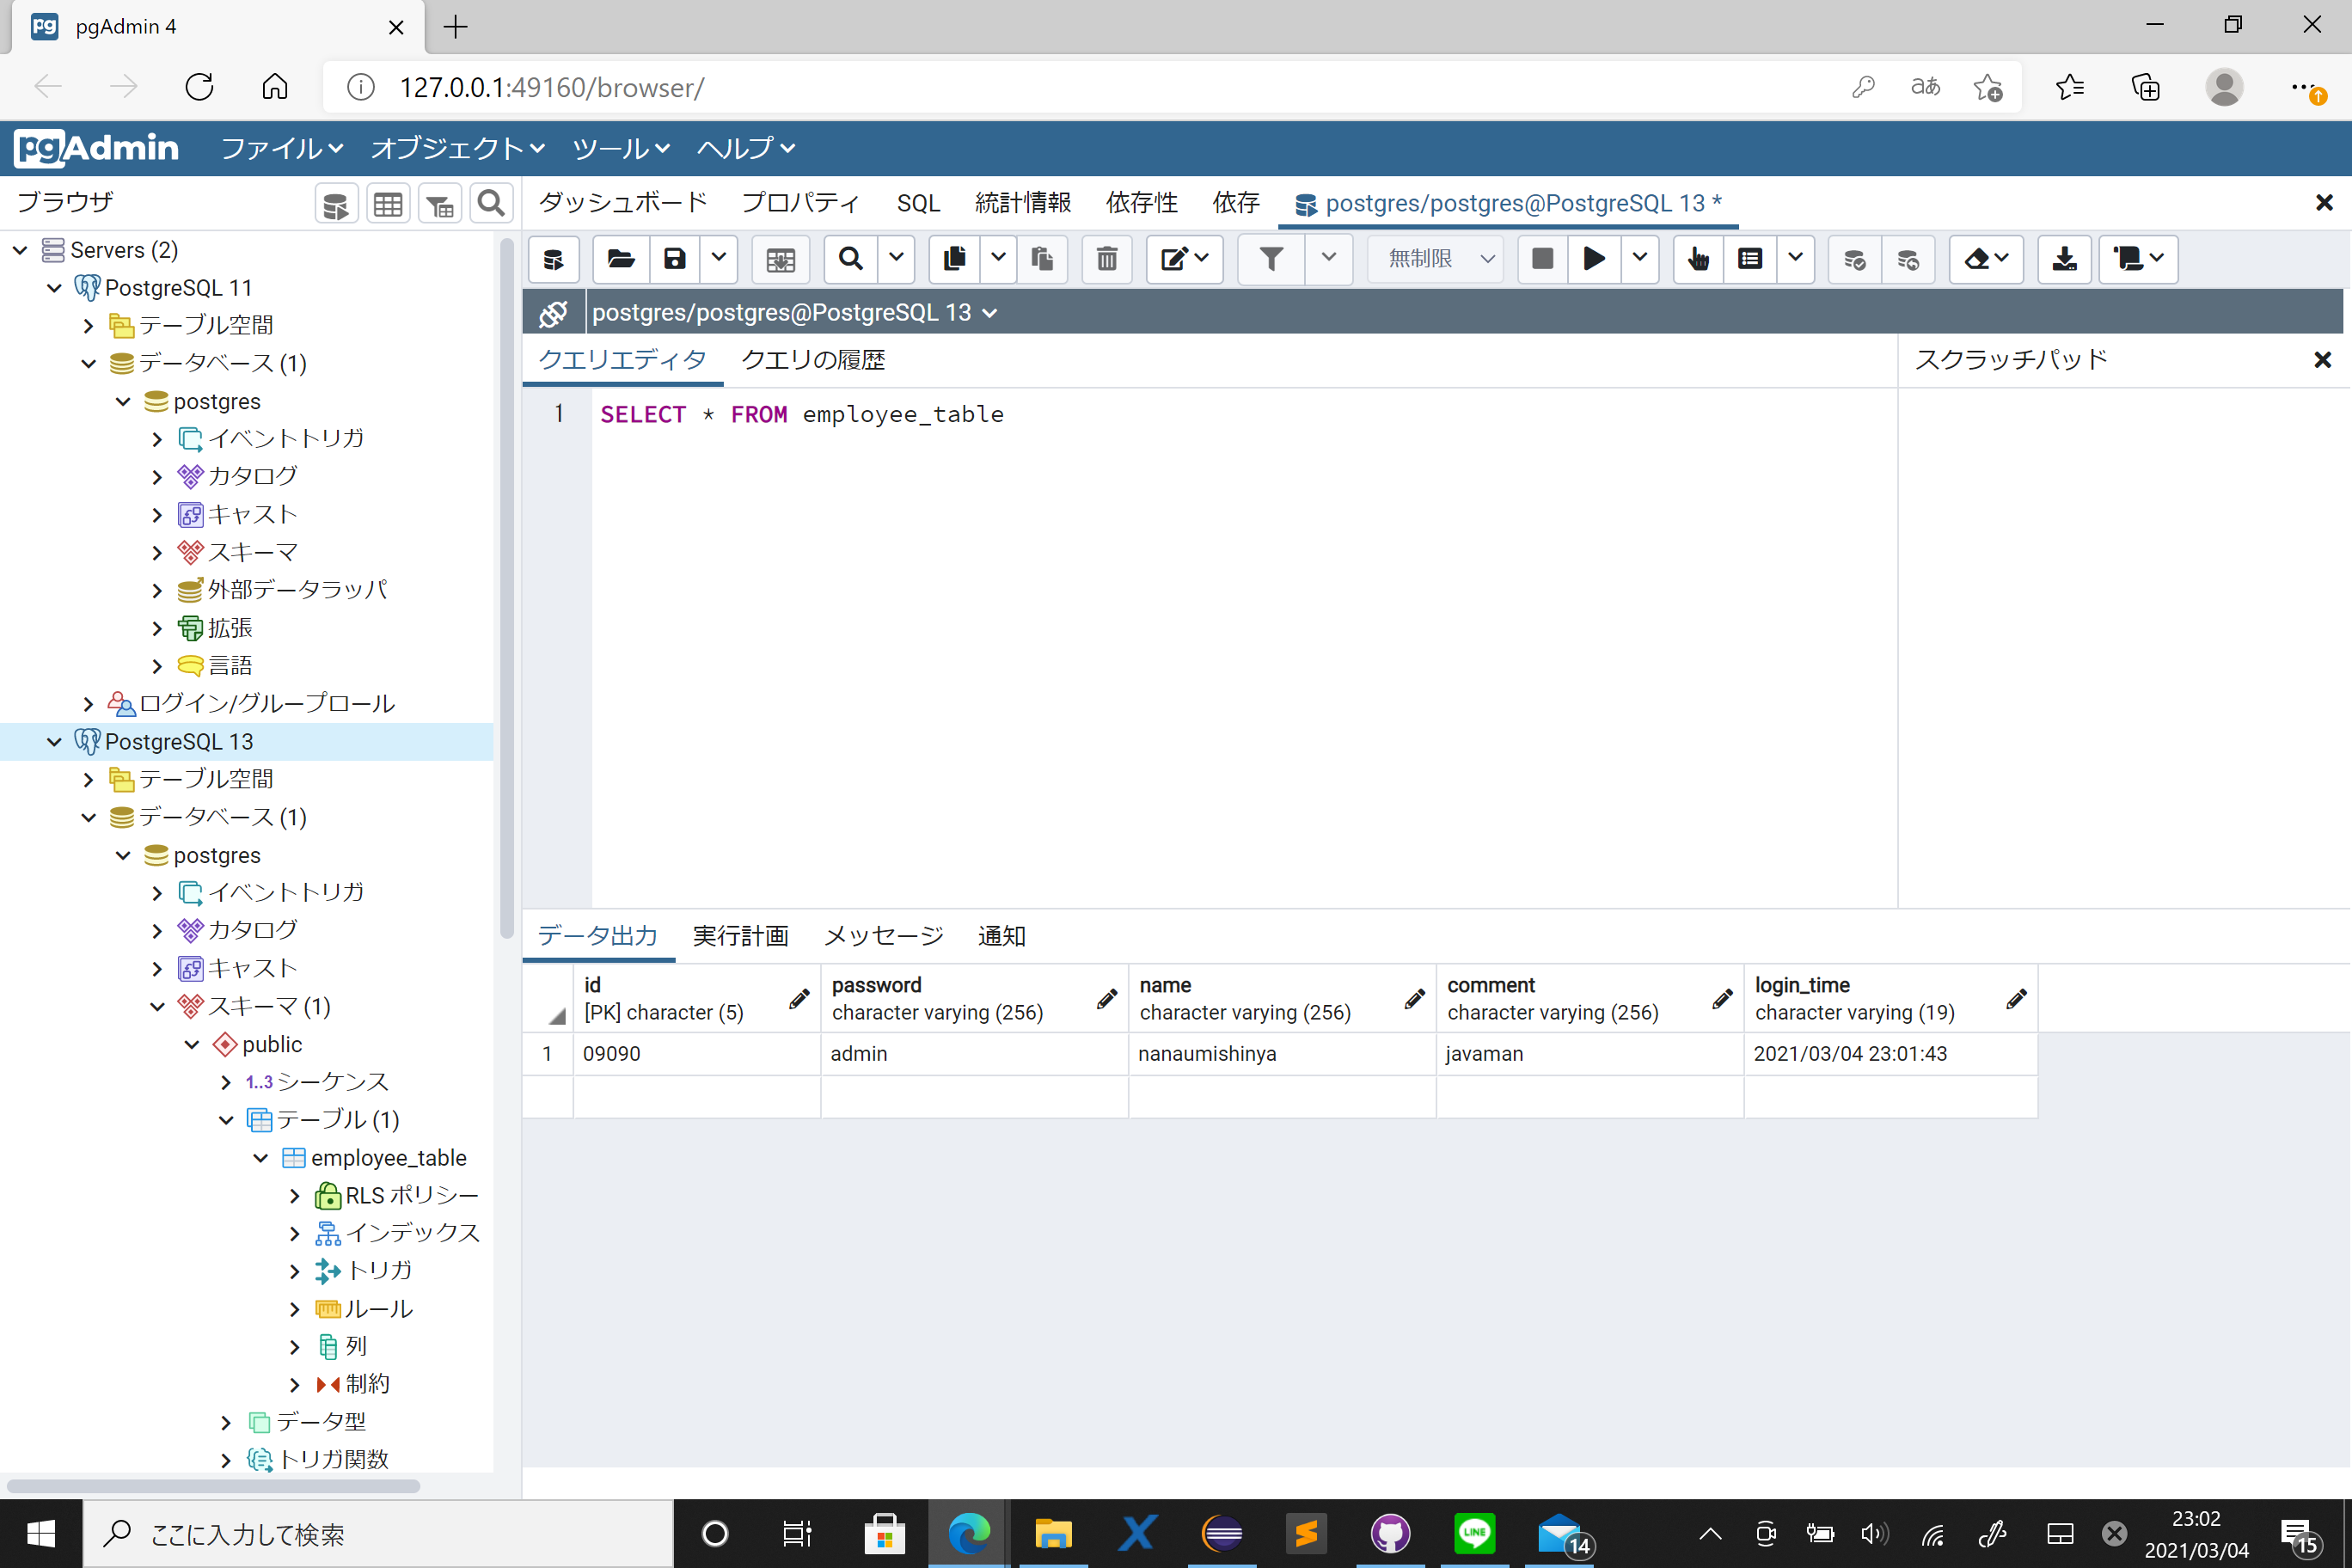 pgAdmin 4
127.0.0.1:49160/browser/
aあ
pgAdmin ファイル オブジェクト ツール ヘルプ
ブラウザ
ダッシュボード プロパティ SQL 統計情報 依存性 依存 postgres/postgres@PostgreSQL 13 *
無制限
postgres/postgres@PostgreSQL 13
クエリエディタ クエリの履歴 スクラッチパッド
1 SELECT * FROM employee_table
Servers (2)
PostgreSQL 11
テーブル空間
データベース (1)
postgres
イベントトリガ
カタログ
キャスト
スキーマ
外部データラッパ
拡張
言語
ログイン/グループロール
PostgreSQL 13
テーブル空間
データベース (1)
postgres
イベントトリガ
カタログ
キャスト
スキーマ (1)
public
1..3 シーケンス
テーブル (1)
employee_table
RLS ポリシー
インデックス
トリガ
ルール
列
制約
データ型
トリガ関数
データ出力 実行計画 メッセージ 通知
id password name comment login_time
[PK] character (5) character varying (256) character varying (256) character varying (256) character varying (19)
1 09090 admin nanaumishinya javaman 2021/03/04 23:01:43
ここに入力して検索
LINE
14
23:02
2021/03/04
15